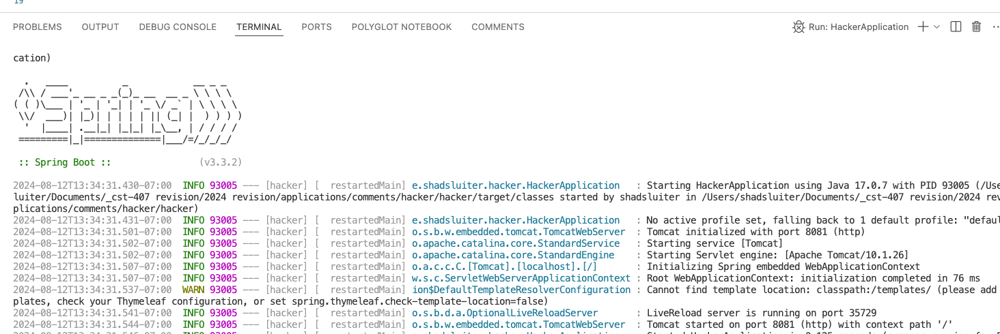 19
PROBLEMS OUTPUT DEBUG CONSOLE TERMINAL PORTS POLYGLOT NOTEBOOK COMMENTS Run: HackerApplication
cation)
:: Spring Boot :: (v3.3.2)
2024-08-12T13:34:31.430-07:00 INFO 93005 --- [hacker] [ restartedMain] e.shadsluiter.hacker.HackerApplication : Starting HackerApplication using Java 17.0.7 with PID 93005 (/Use
luiter/Documents/_cst-407 revision/2024 revision/applications/comments/hacker/hacker/target/classes started by shadsluiter in /Users/shadsluiter/Documents/_cst-407 revision/2024 rev
plications/comments/hacker/hacker)
2024-08-12T13:34:31.431-07:00 INFO 93005 --- [hacker] [ restartedMain] e.shadsluiter.hacker.HackerApplication : No active profile set, falling back to 1 default profile: "defaul
2024-08-12T13:34:31.501-07:00 INFO 93005 --- [hacker] [ restartedMain] o.s.b.w.embedded.tomcat.TomcatWebServer : Tomcat initialized with port 8081 (http)
2024-08-12T13:34:31.502-07:00 INFO 93005 --- [hacker] [ restartedMain] o.apache.catalina.core.StandardService : Starting service [Tomcat]
2024-08-12T13:34:31.502-07:00 INFO 93005 --- [hacker] [ restartedMain] o.apache.catalina.core.StandardEngine : Starting Servlet engine: [Apache Tomcat/10.1.26]
2024-08-12T13:34:31.507-07:00 INFO 93005 --- [hacker] [ restartedMain] o.a.c.c.C.[Tomcat].[localhost].[/] : Initializing Spring embedded WebApplicationContext
2024-08-12T13:34:31.507-07:00 INFO 93005 --- [hacker] [ restartedMain] w.s.c.ServletWebServerApplicationContext : Root WebApplicationContext: initialization completed in 76 ms
2024-08-12T13:34:31.537-07:00 WARN 93005 --- [hacker] [ restartedMain] ion$DefaultTemplateResolverConfiguration : Cannot find template location: classpath:/templates/ (please add
plates, check your Thymeleaf configuration, or set spring.thymeleaf.check-template-location=false)
2024-08-12T13:34:31.541-07:00 INFO 93005 --- [hacker] [ restartedMain] o.s.b.d.a.OptionalLiveReloadServer : LiveReload server is running on port 35729
2024-08-12T13:34:31.544-07:00 INFO 93005 --- [hacker] [ restartedMain] o.s.b.w.embedded.tomcat.TomcatWebServer : Tomcat started on port 8081 (http) with context path '/'